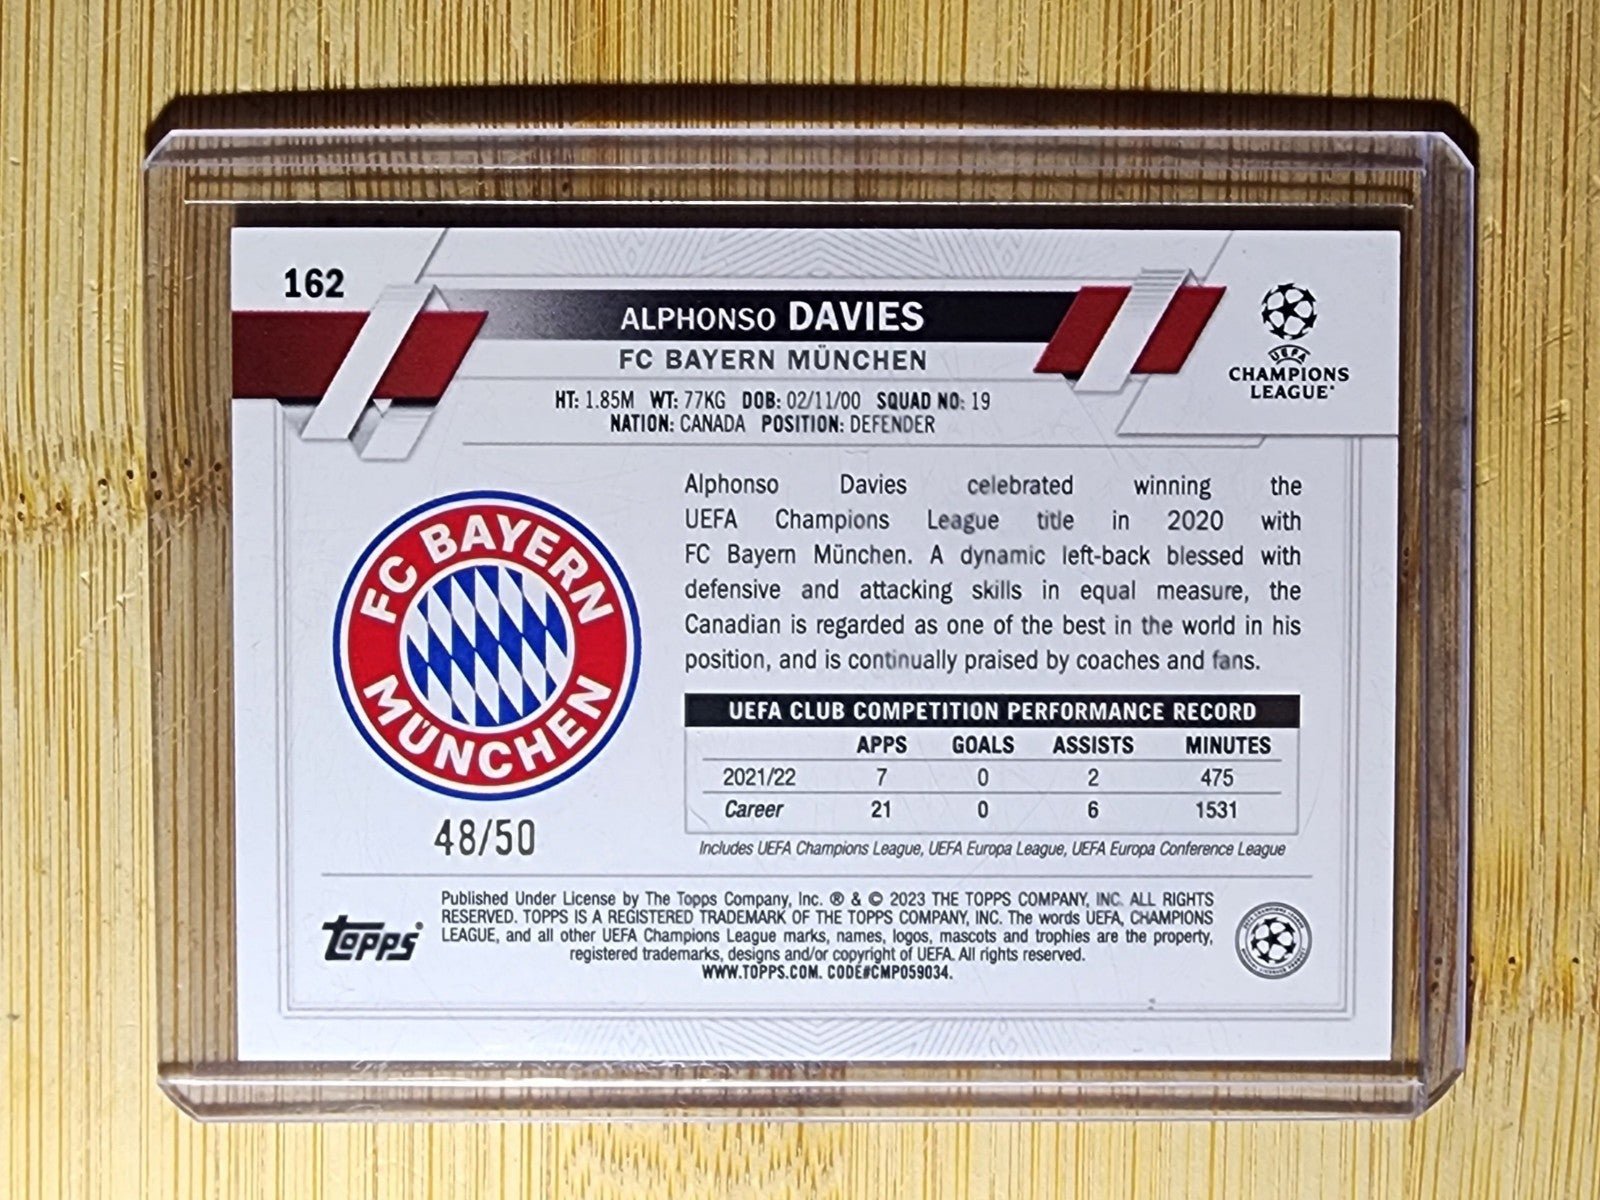 162
ALPHONSO DAVIES
FC BAYERN MÜNCHEN
HT: 1.85M WT: 77KG DOB: 02/11/00 SQUAD NO: 19
NATION: CANADA POSITION: DEFENDER
UEFA
CHAMPIONS
LEAGUE®
Alphonso Davies celebrated winning the
UEFA Champions League title in 2020 with
FC Bayern München. A dynamic left-back blessed with
defensive and attacking skills in equal measure, the
Canadian is regarded as one of the best in the world in his
position, and is continually praised by coaches and fans.
FC BAYERN
MÜNCHEN
48/50
UEFA CLUB COMPETITION PERFORMANCE RECORD
APPS GOALS ASSISTS MINUTES
2021/22 7 0 2 475
Career 21 0 6 1531
Includes UEFA Champions League, UEFA Europa League, UEFA Europa Conference League
topps®
Published Under License by The Topps Company, Inc. ® & © 2023 THE TOPPS COMPANY, INC. ALL RIGHTS
RESERVED. TOPPS IS A REGISTERED TRADEMARK OF THE TOPPS COMPANY, INC. The words UEFA, CHAMPIONS
LEAGUE, and all other UEFA Champions League marks, names, logos, mascots and trophies are the property,
registered trademarks, designs and/or copyright of UEFA. All rights reserved.
WWW.TOPPS.COM. CODE#CMP059034.